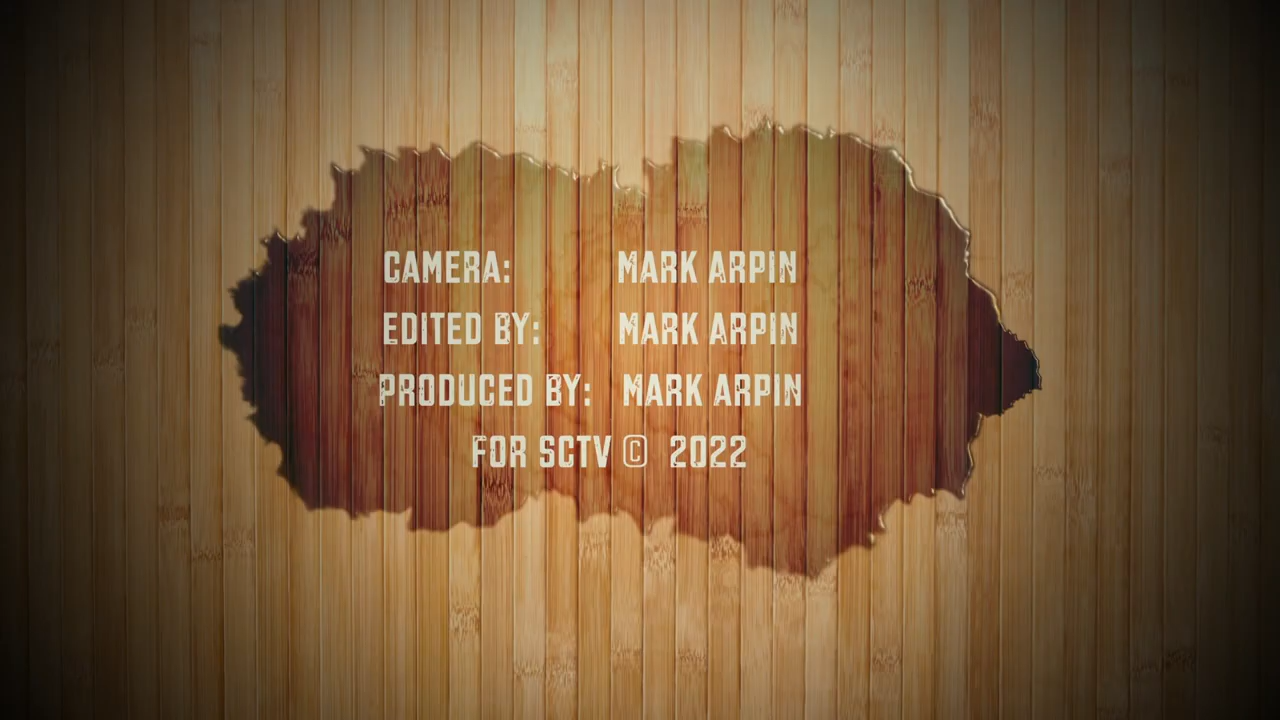 CAMERA: MARK ARPIN
EDITED BY: MARK ARPIN
PRODUCED BY: MARK ARPIN
FOR SCTV © 2022